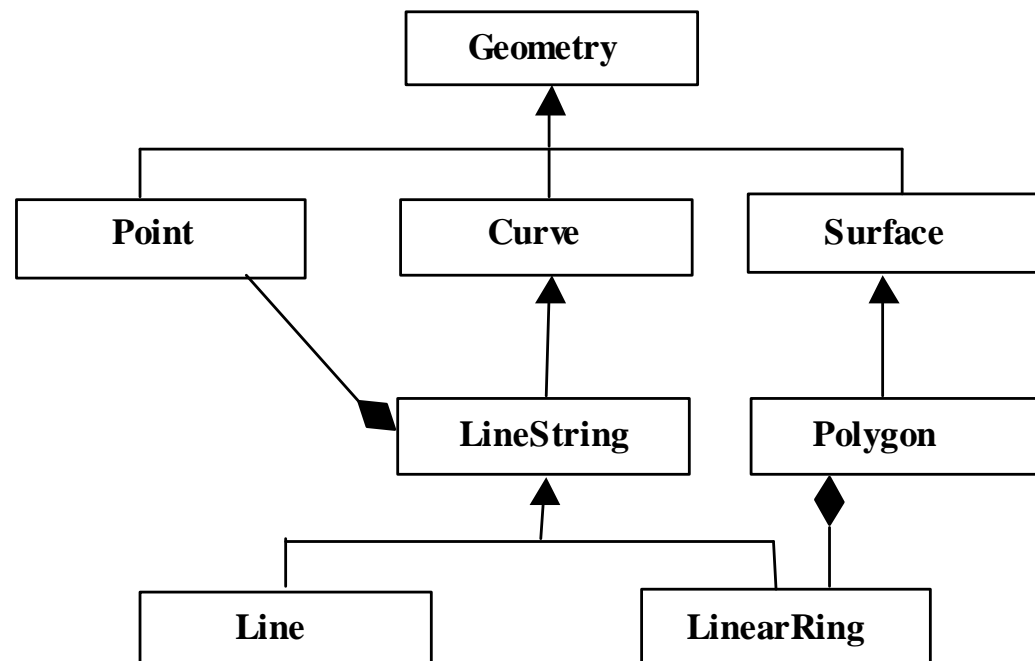 Geometry
Point
Curve
Surface
LineString
Polygon
Line
LinearRing